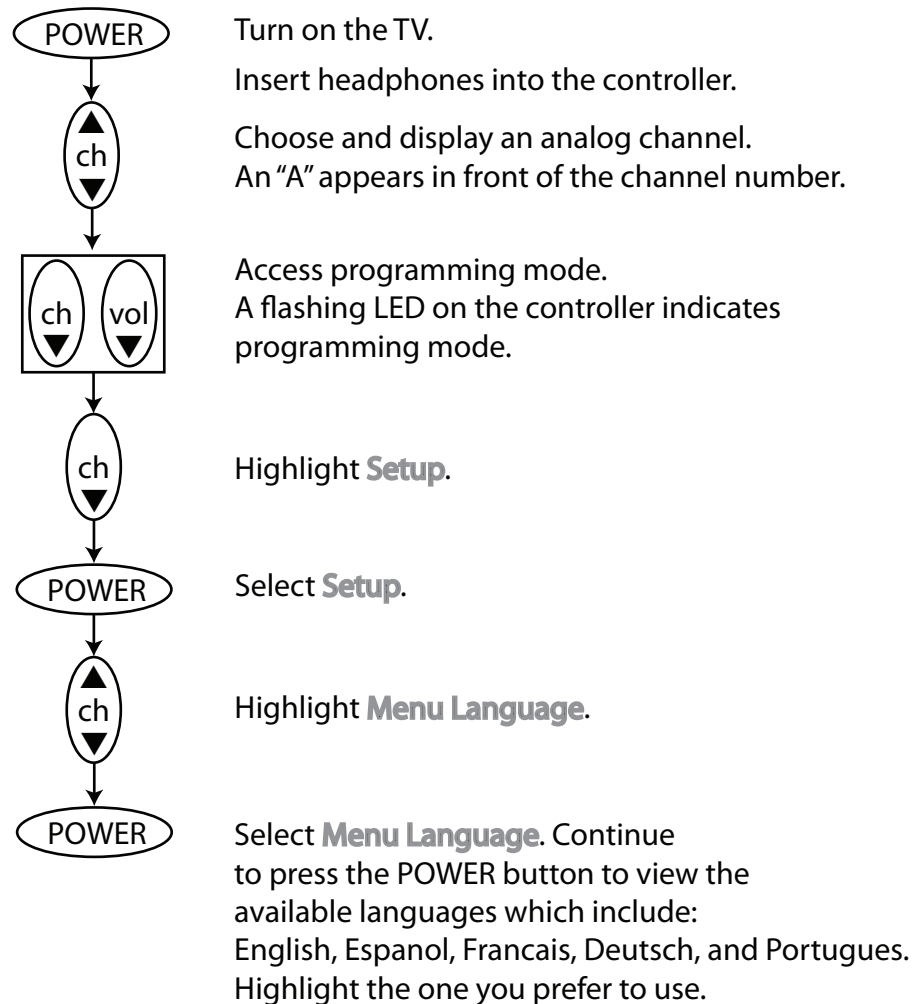 POWER
Turn on the TV.
Insert headphones into the controller.
ch
Choose and display an analog channel.
An “A” appears in front of the channel number.
ch vol
Access programming mode.
A flashing LED on the controller indicates
programming mode.
ch
Highlight Setup.
POWER
Select Setup.
ch
Highlight Menu Language.
POWER
Select Menu Language. Continue
to press the POWER button to view the
available languages which include:
English, Espanol, Francais, Deutsch, and Portugues.
Highlight the one you prefer to use.